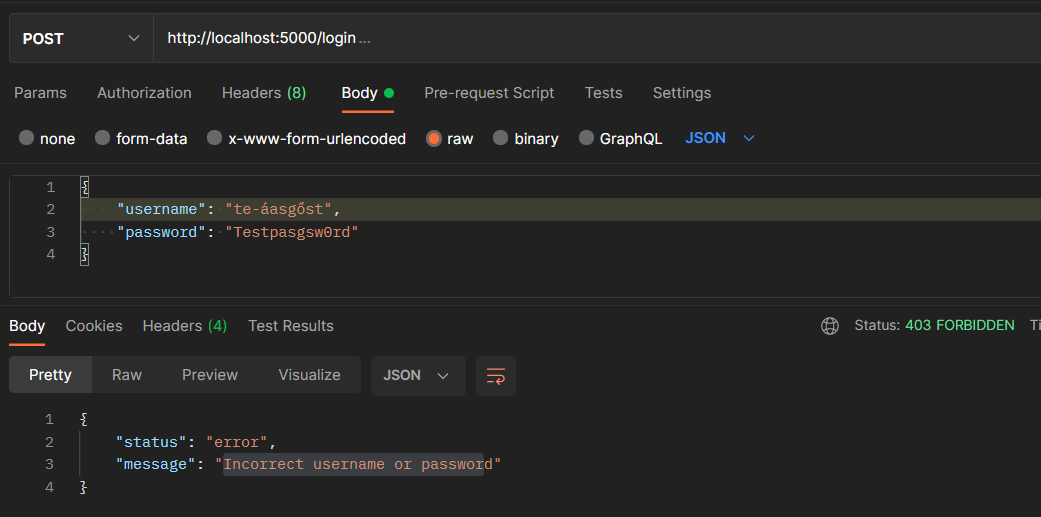 POST http://localhost:5000/login ...
Params Authorization Headers (8) Body Pre-request Script Tests Settings
none form-data x-www-form-urlencoded raw binary GraphQL JSON
1 {
2 "username": "te-áasgőst",
3 "password": "Testpasgsw0rd"
4 }
Body Cookies Headers (4) Test Results Status: 403 FORBIDDEN Ti
Pretty Raw Preview Visualize JSON
1 {
2 "status": "error",
3 "message": "Incorrect username or password"
4 }